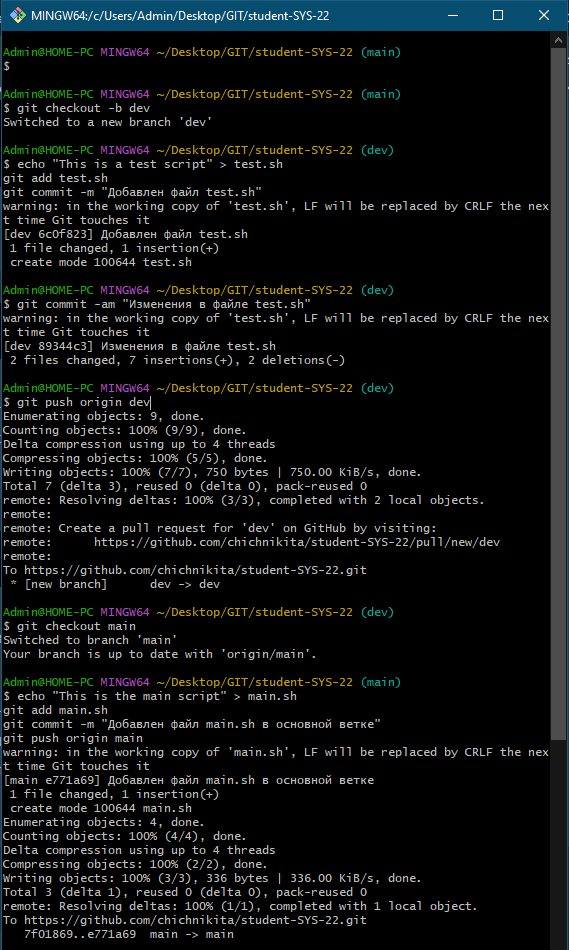 MINGW64:/c/Users/Admin/Desktop/GIT/student-SYS-22
Admin@HOME-PC MINGW64 ~/Desktop/GIT/student-SYS-22 (main)
$
Admin@HOME-PC MINGW64 ~/Desktop/GIT/student-SYS-22 (main)
$ git checkout -b dev
Switched to a new branch 'dev'
Admin@HOME-PC MINGW64 ~/Desktop/GIT/student-SYS-22 (dev)
$ echo "This is a test script" > test.sh
git add test.sh
git commit -m "Добавлен файл test.sh"
warning: in the working copy of 'test.sh', LF will be replaced by CRLF the nex
t time Git touches it
[dev 6c0f823] Добавлен файл test.sh
 1 file changed, 1 insertion(+)
 create mode 100644 test.sh
Admin@HOME-PC MINGW64 ~/Desktop/GIT/student-SYS-22 (dev)
$ git commit -am "Изменения в файле test.sh"
warning: in the working copy of 'test.sh', LF will be replaced by CRLF the nex
t time Git touches it
[dev 89344c3] Изменения в файле test.sh
 2 files changed, 7 insertions(+), 2 deletions(-)
Admin@HOME-PC MINGW64 ~/Desktop/GIT/student-SYS-22 (dev)
$ git push origin dev
Enumerating objects: 9, done.
Counting objects: 100% (9/9), done.
Delta compression using up to 4 threads
Compressing objects: 100% (5/5), done.
Writing objects: 100% (7/7), 750 bytes | 750.00 KiB/s, done.
Total 7 (delta 3), reused 0 (delta 0), pack-reused 0
remote: Resolving deltas: 100% (3/3), completed with 2 local objects.
remote:
remote: Create a pull request for 'dev' on GitHub by visiting:
remote:      https://github.com/chichnikita/student-SYS-22/pull/new/dev
remote:
To https://github.com/chichnikita/student-SYS-22.git
 * [new branch]      dev -> dev
Admin@HOME-PC MINGW64 ~/Desktop/GIT/student-SYS-22 (dev)
$ git checkout main
Switched to branch 'main'
Your branch is up to date with 'origin/main'.
Admin@HOME-PC MINGW64 ~/Desktop/GIT/student-SYS-22 (main)
$ echo "This is the main script" > main.sh
git add main.sh
git commit -m "Добавлен файл main.sh в основной ветке"
git push origin main
warning: in the working copy of 'main.sh', LF will be replaced by CRLF the nex
t time Git touches it
[main e771a69] Добавлен файл main.sh в основной ветке
 1 file changed, 1 insertion(+)
 create mode 100644 main.sh
Enumerating objects: 4, done.
Counting objects: 100% (4/4), done.
Delta compression using up to 4 threads
Compressing objects: 100% (2/2), done.
Writing objects: 100% (3/3), 336 bytes | 336.00 KiB/s, done.
Total 3 (delta 1), reused 0 (delta 0), pack-reused 0
remote: Resolving deltas: 100% (1/1), completed with 1 local object.
To https://github.com/chichnikita/student-SYS-22.git
   7f01869..e771a69  main -> main